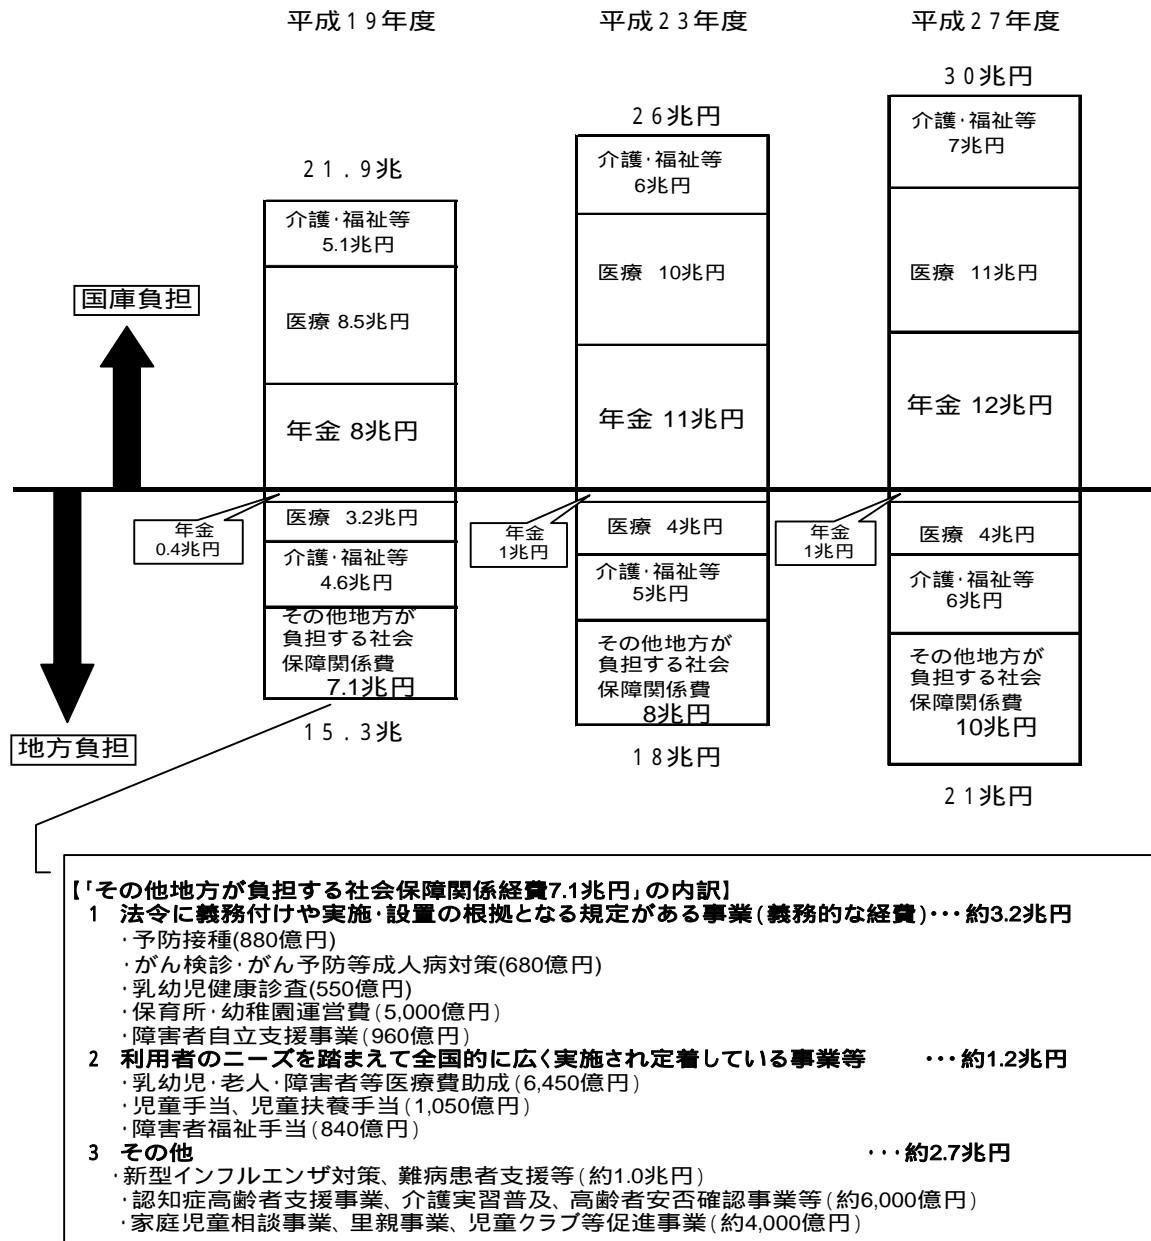 平成19年度 平成23年度 平成27年度
30兆円
26兆円
21.9兆
介護・福祉等
7兆円
介護・福祉等
6兆円
介護・福祉等
5.1兆円
医療 8.5兆円
医療 10兆円
医療 11兆円
国庫負担
年金 8兆円
年金 11兆円
年金 12兆円
年金
0.4兆円
年金
1兆円
年金
1兆円
医療 3.2兆円
医療 4兆円
医療 4兆円
介護・福祉等
4.6兆円
介護・福祉等
5兆円
介護・福祉等
6兆円
その他地方が
負担する社会
保障関係費
7.1兆円
その他地方が
負担する社会
保障関係費
8兆円
その他地方が
負担する社会
保障関係費
10兆円
地方負担
15.3兆
18兆円
21兆円
【「その他地方が負担する社会保障関係経費7.1兆円」の内訳】
1 法令に義務付けや実施・設置の根拠となる規定がある事業(義務的な経費)・・・約3.2兆円
・予防接種(880億円)
・がん検診・がん予防等成人病対策(680億円)
・乳幼児健康診査(550億円)
・保育所・幼稚園運営費(5,000億円)
・障害者自立支援事業(960億円)
2 利用者のニーズを踏まえて全国的に広く実施され定着している事業等 ・・・約1.2兆円
・乳幼児・老人・障害者等医療費助成(6,450億円)
・児童手当、児童扶養手当(1,050億円)
・障害者福祉手当(840億円)
3 その他 ・・・約2.7兆円
・新型インフルエンザ対策、難病患者支援等(約1.0兆円)
・認知症高齢者支援事業、介護実習普及、高齢者安否確認事業等(約6,000億円)
・家庭児童相談事業、里親事業、児童クラブ等促進事業(約4,000億円)